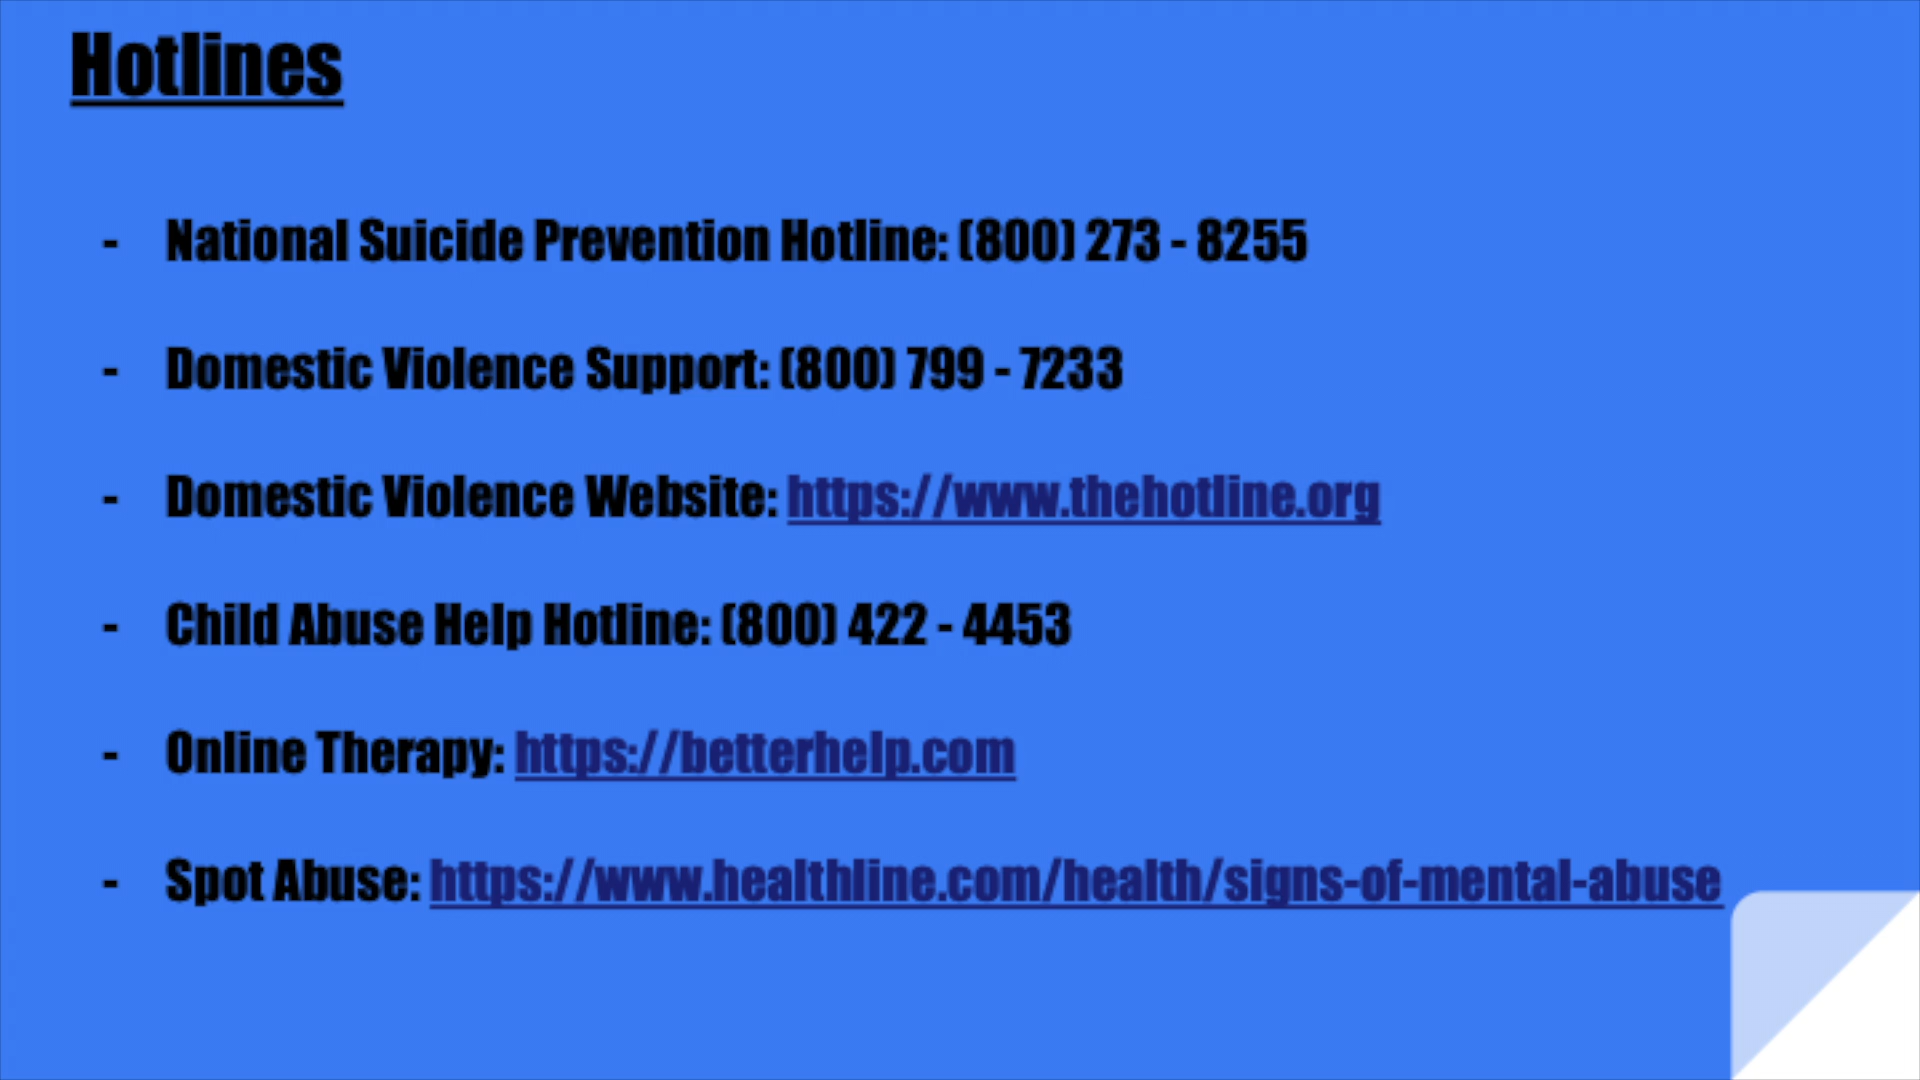 Hotlines
- National Suicide Prevention Hotline: (800) 273 - 8255
- Domestic Violence Support: (800) 799 - 7233
- Domestic Violence Website: https://www.thehotline.org
- Child Abuse Help Hotline: (800) 422 - 4453
- Online Therapy: https://betterhelp.com
- Spot Abuse: https://www.healthline.com/health/signs-of-mental-abuse